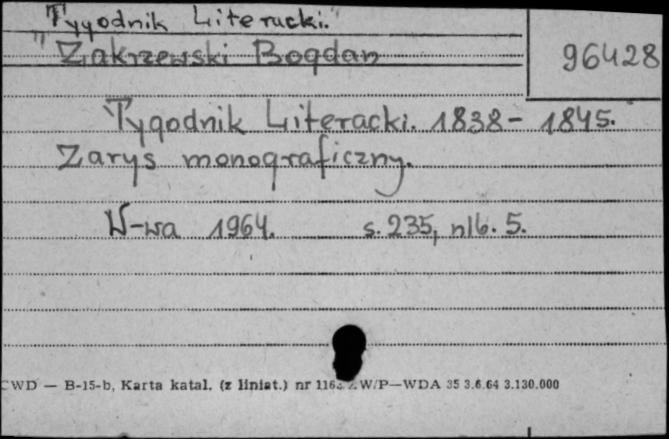 "Tygodnik Literacki."
Zakrzewski Bogdan
96428
Tygodnik Literacki. 1838-1845.
Zarys monograficzny.
W-wa 1964. s. 235, nlb. 5.
CWD — B-15-b, Karta katal. (z liniat.) nr W/P—WDA 35 3.6.64 3.130.000